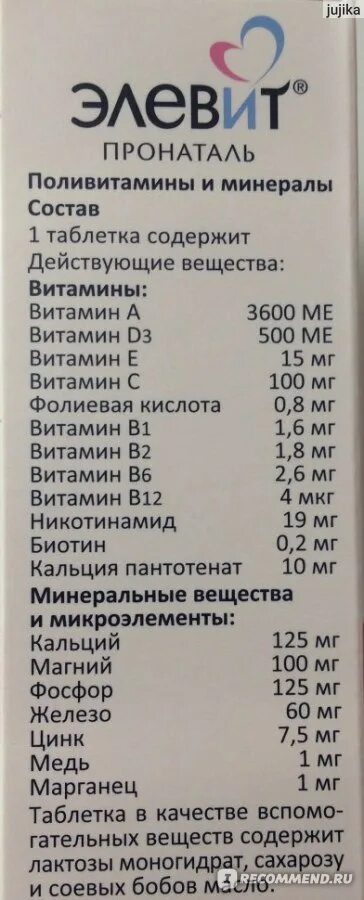 jujika
ЭЛЕВИТ®
ПРОНАТАЛЬ
Поливитамины и минералы
Состав
1 таблетка содержит
Действующие вещества:
Витамины:
Витамин А 3600 МЕ
Витамин D3 500 МЕ
Витамин Е 15 мг
Витамин С 100 мг
Фолиевая кислота 0,8 мг
Витамин В1 1,6 мг
Витамин В2 1,8 мг
Витамин В6 2,6 мг
Витамин В12 4 мкг
Никотинамид 19 мг
Биотин 0,2 мг
Кальция пантотенат 10 мг
Минеральные вещества
и микроэлементы:
Кальций 125 мг
Магний 100 мг
Фосфор 125 мг
Железо 60 мг
Цинк 7,5 мг
Медь 1 мг
Марганец 1 мг
Таблетка в качестве вспомо-
гательных веществ содержит
лактозы моногидрат, сахарозу
и соевых бобов масло.
IRECOMMEND.RU